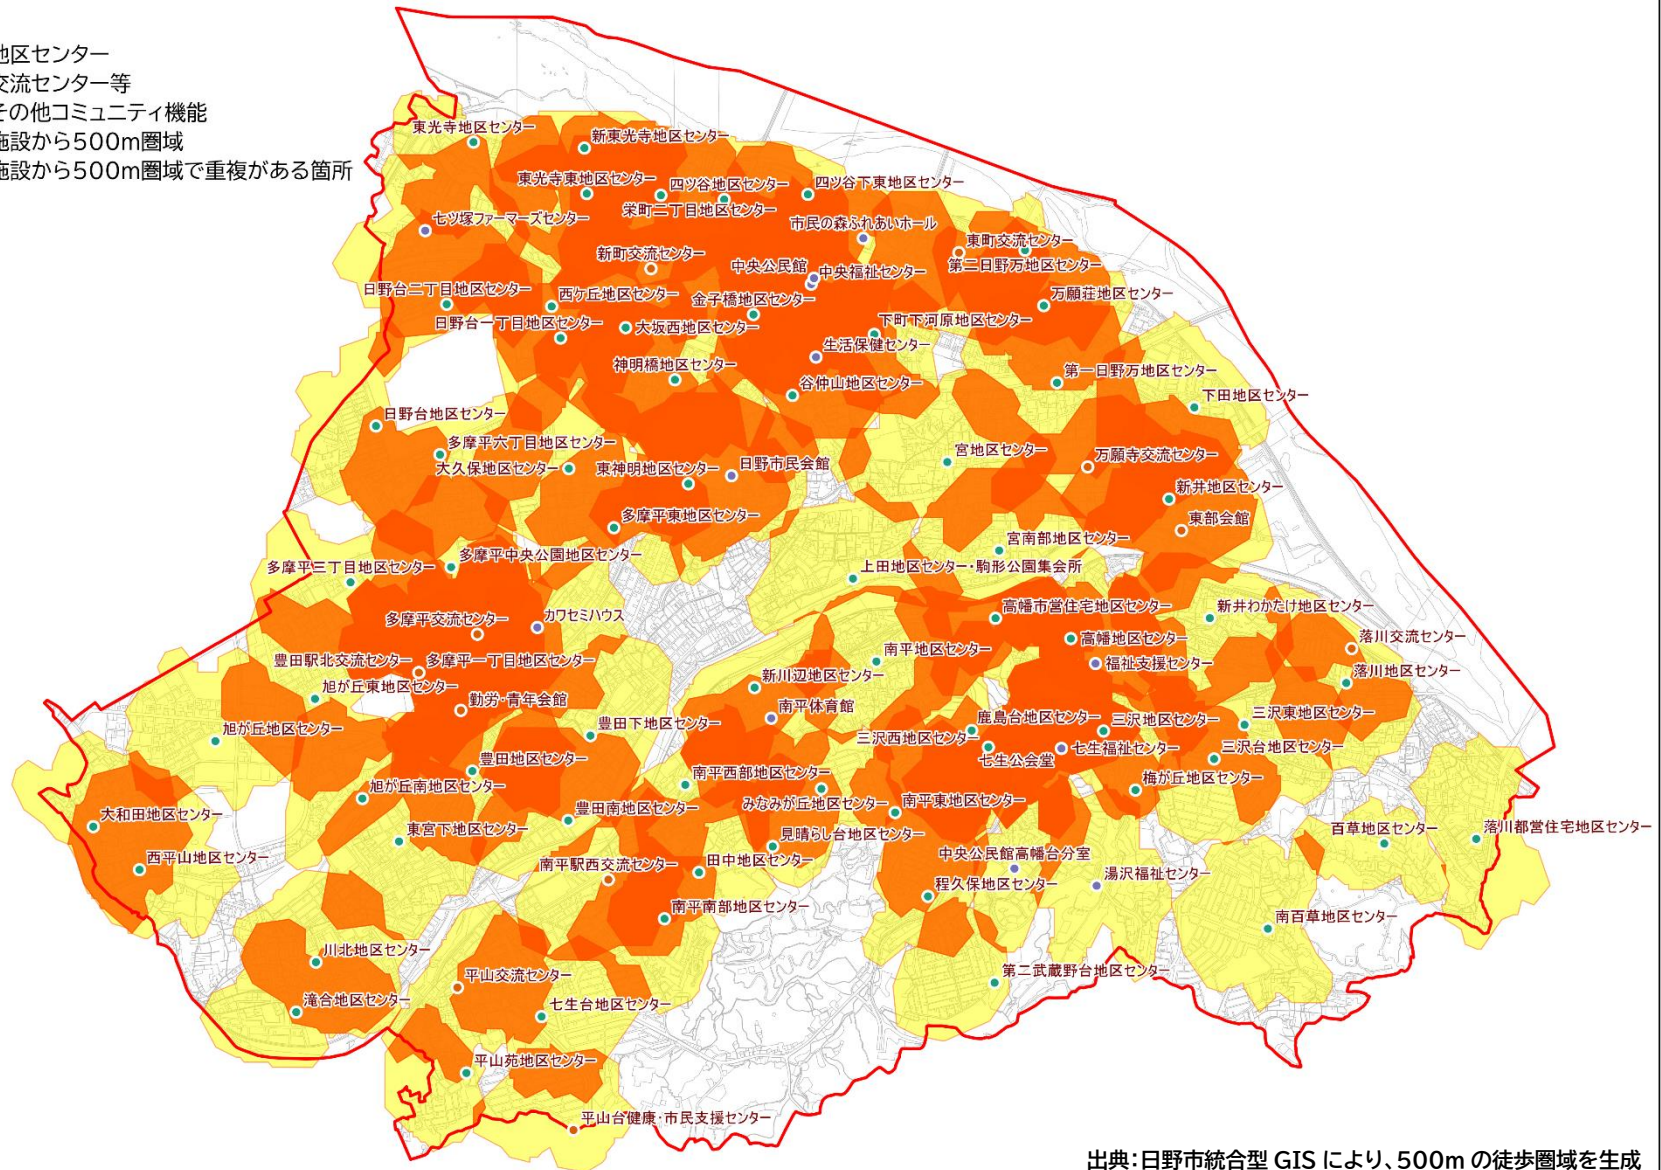 地区センター
交流センター等
その他コミュニティ機能
施設から500m圏域
施設から500m圏域で重複がある箇所
東光寺地区センター
新東光寺地区センター
東光寺東地区センター
四ツ谷地区センター
四ツ谷下東地区センター
栄町二丁目地区センター
七ツ塚ファーマーズセンター
市民の森ふれあいホール
東町交流センター
新町交流センター
中央公民館
中央福祉センター
第二日野万地区センター
日野台二丁目地区センター
西ケ丘地区センター
金子橋地区センター
万願荘地区センター
日野台一丁目地区センター
大坂西地区センター
下町下河原地区センター
生活保健センター
神明橋地区センター
谷仲山地区センター
第一日野万地区センター
下田地区センター
日野台地区センター
多摩平六丁目地区センター
大久保地区センター
東神明地区センター
日野市民会館
宮地区センター
万願寺交流センター
新井地区センター
多摩平東地区センター
東部会館
宮南部地区センター
多摩平中央公園地区センター
多摩平三丁目地区センター
上田地区センター・駒形公園集会所
高幡市営住宅地区センター
新井わかたけ地区センター
多摩平交流センター
カワセミハウス
高幡地区センター
落川交流センター
南平地区センター
豊田駅北交流センター
多摩平一丁目地区センター
福祉支援センター
落川地区センター
新川辺地区センター
旭が丘東地区センター
勤労・青年会館
南平体育館
鹿島台地区センター
三沢地区センター
三沢東地区センター
旭が丘地区センター
豊田下地区センター
三沢西地区センター
七生福祉センター
三沢台地区センター
七生公会堂
豊田地区センター
南平西部地区センター
梅が丘地区センター
旭が丘南地区センター
みなみが丘地区センター
南平東地区センター
大和田地区センター
豊田南地区センター
東宮下地区センター
見晴らし台地区センター
百草地区センター
落川都営住宅地区センター
西平山地区センター
南平駅西交流センター
田中地区センター
中央公民館高幡台分室
程久保地区センター
湯沢福祉センター
南平南部地区センター
南百草地区センター
川北地区センター
平山交流センター
第二武蔵野台地区センター
滝合地区センター
七生台地区センター
平山苑地区センター
平山台健康・市民支援センター
出典:日野市統合型 GIS により、500m の徒歩圏域を生成